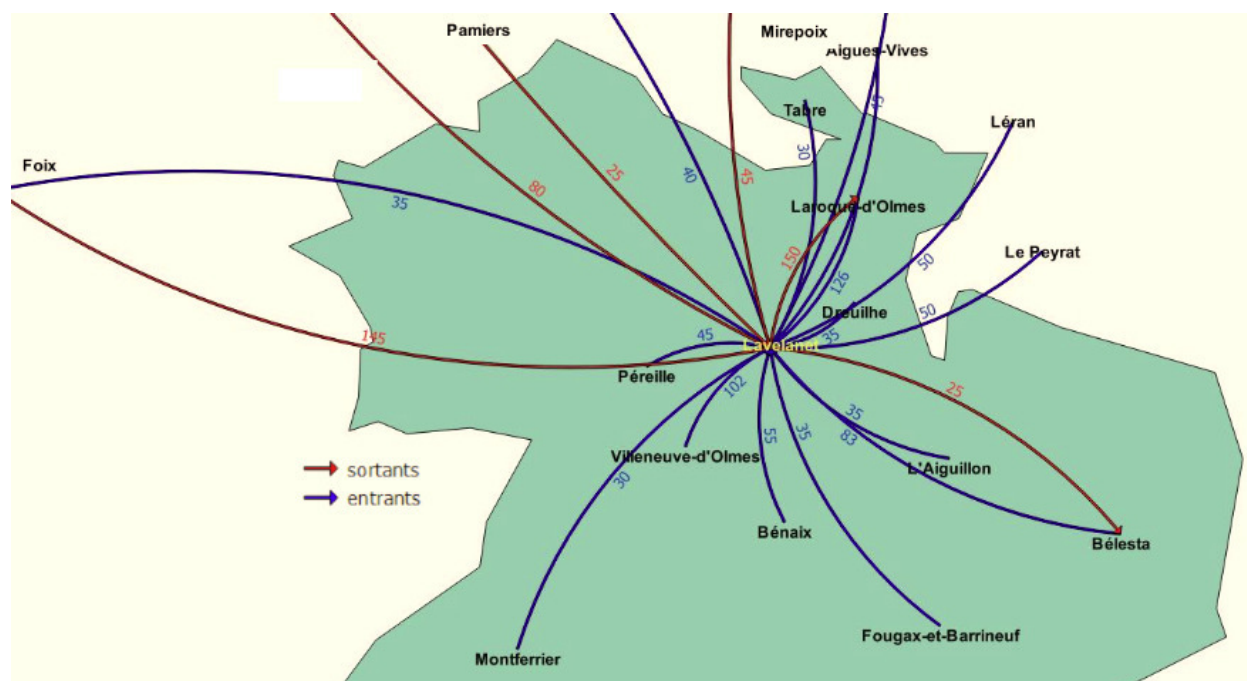 Pamiers
Mirepoix
Aigues-Vives
45
Tabre
Léran
30
Foix
25
40
45
80
35
Laroque-d'Olmes
150
Le Peyrat
50
126
Dreuilhe
50
145
45
35
Lavelanet
Péreille
102
25
35
55
35
83
Villeneuve-d'Olmes
L'Aiguillon
sortants
30
entrants
Bénaix
Bélesta
Fougax-et-Barrineuf
Montferrier